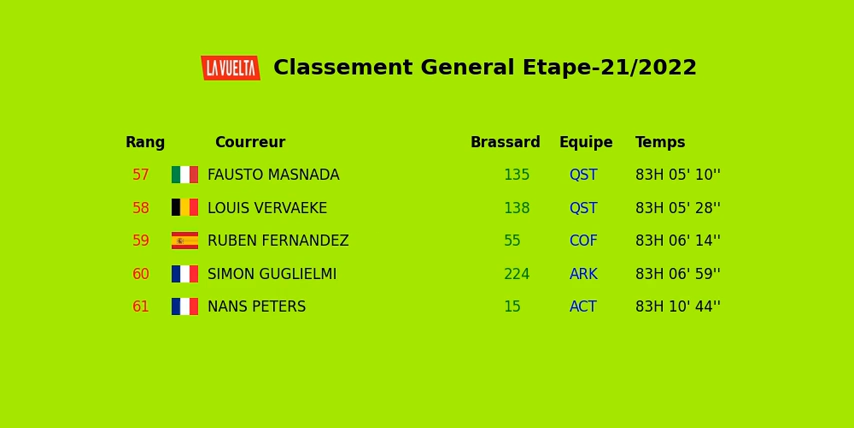 LA VUELTA Classement General Etape-21/2022
Rang Courreur Brassard Equipe Temps
57 FAUSTO MASNADA 135 QST 83H 05' 10''
58 LOUIS VERVAEKE 138 QST 83H 05' 28''
59 RUBEN FERNANDEZ 55 COF 83H 06' 14''
60 SIMON GUGLIELMI 224 ARK 83H 06' 59''
61 NANS PETERS 15 ACT 83H 10' 44''